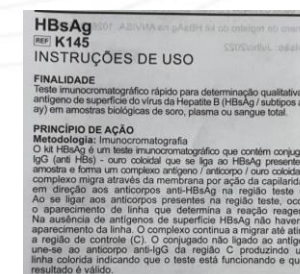 HBsAg
REF K145
INSTRUÇÕES DE USO
FINALIDADE
Teste imunocromatográfico rápido para determinação qualitativa
antígeno de superfície do vírus da Hepatite B (HBsAg / subtipos a
ay) em amostras biológicas de soro, plasma ou sangue total.
PRINCÍPIO DE AÇÃO
Metodologia: Imunocromatografia
O kit HBsAg é um teste imunocromatográfico que contém conjug
IgG (anti HBs) - ouro coloidal que se liga ao HBsAg presente
amostra e forma um complexo antígeno / anticorpo / ouro coloida
complexo migra através da membrana por ação da capilarida
em direção aos anticorpos anti-HBsAg na região teste
Ao se ligar aos anticorpos presentes na região teste, oco
o aparecimento de linha que determina a reação reagen
Na ausência de antígenos de superfície HBsAg não haver
aparecimento da linha. O complexo continua a migrar até atin
a região de controle (C). O conjugado não ligado ao antíg
une-se ao anticorpo anti-IgG da região C produzindo u
linha colorida indicando que o teste está funcionando e q
resultado é válido.